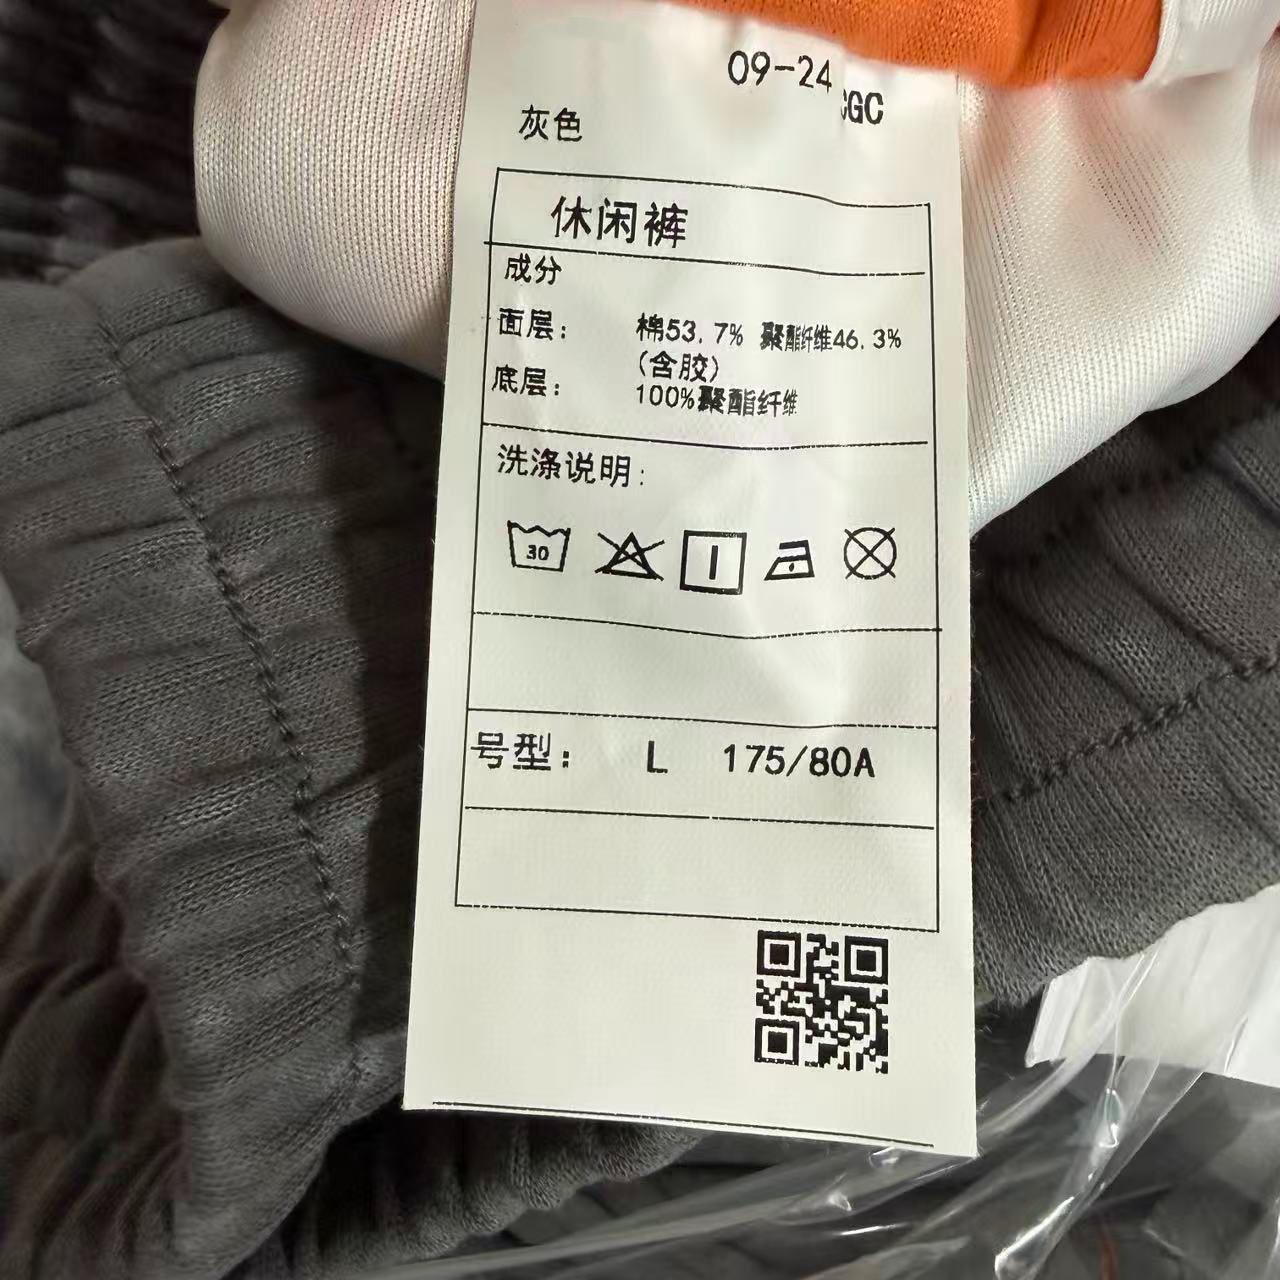 09-24
GC
灰色
休闲裤
成分
面层: 棉53.7% 聚酯纤维46.3%
(含胶)
底层: 100%聚酯纤维
洗涤说明:
30
号型: L 175/80A